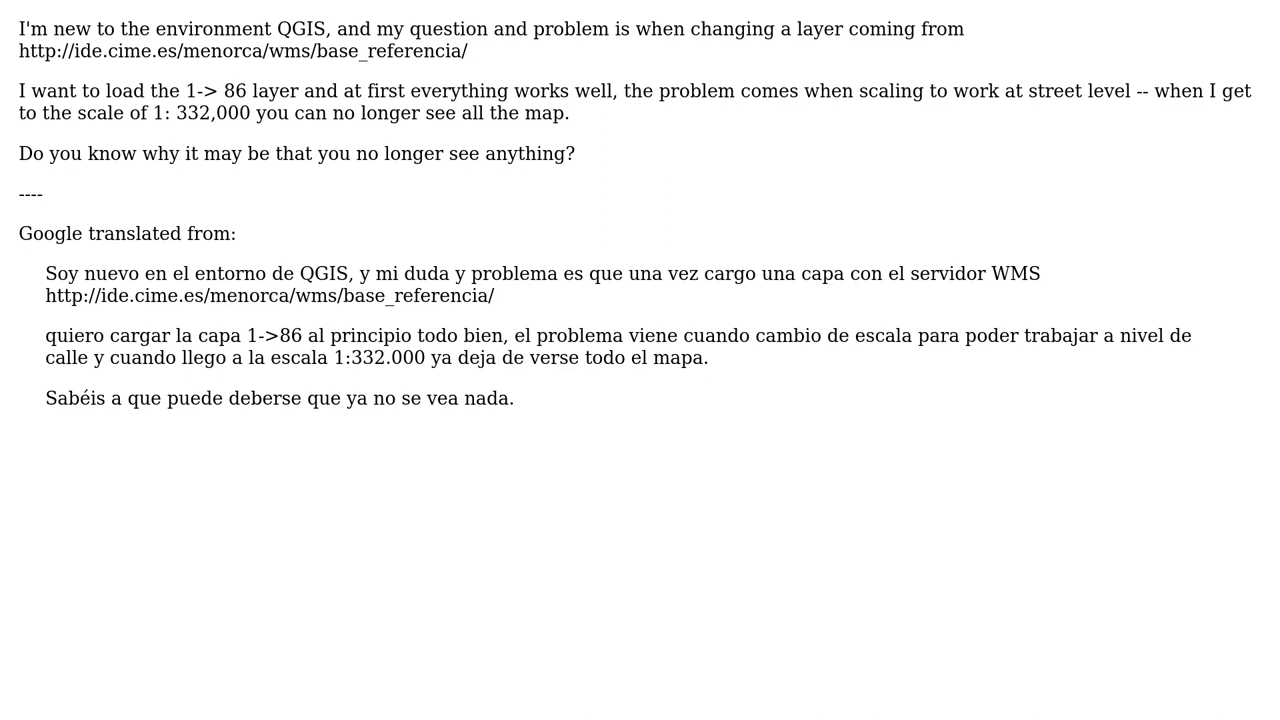 I'm new to the environment QGIS, and my question and problem is when changing a layer coming from
http://ide.cime.es/menorca/wms/base_referencia/
I want to load the 1-> 86 layer and at first everything works well, the problem comes when scaling to work at street level -- when I get
to the scale of 1: 332,000 you can no longer see all the map.
Do you know why it may be that you no longer see anything?
----
Google translated from:
Soy nuevo en el entorno de QGIS, y mi duda y problema es que una vez cargo una capa con el servidor WMS
http://ide.cime.es/menorca/wms/base_referencia/
quiero cargar la capa 1->86 al principio todo bien, el problema viene cuando cambio de escala para poder trabajar a nivel de
calle y cuando llego a la escala 1:332.000 ya deja de verse todo el mapa.
Sabéis a que puede deberse que ya no se vea nada.